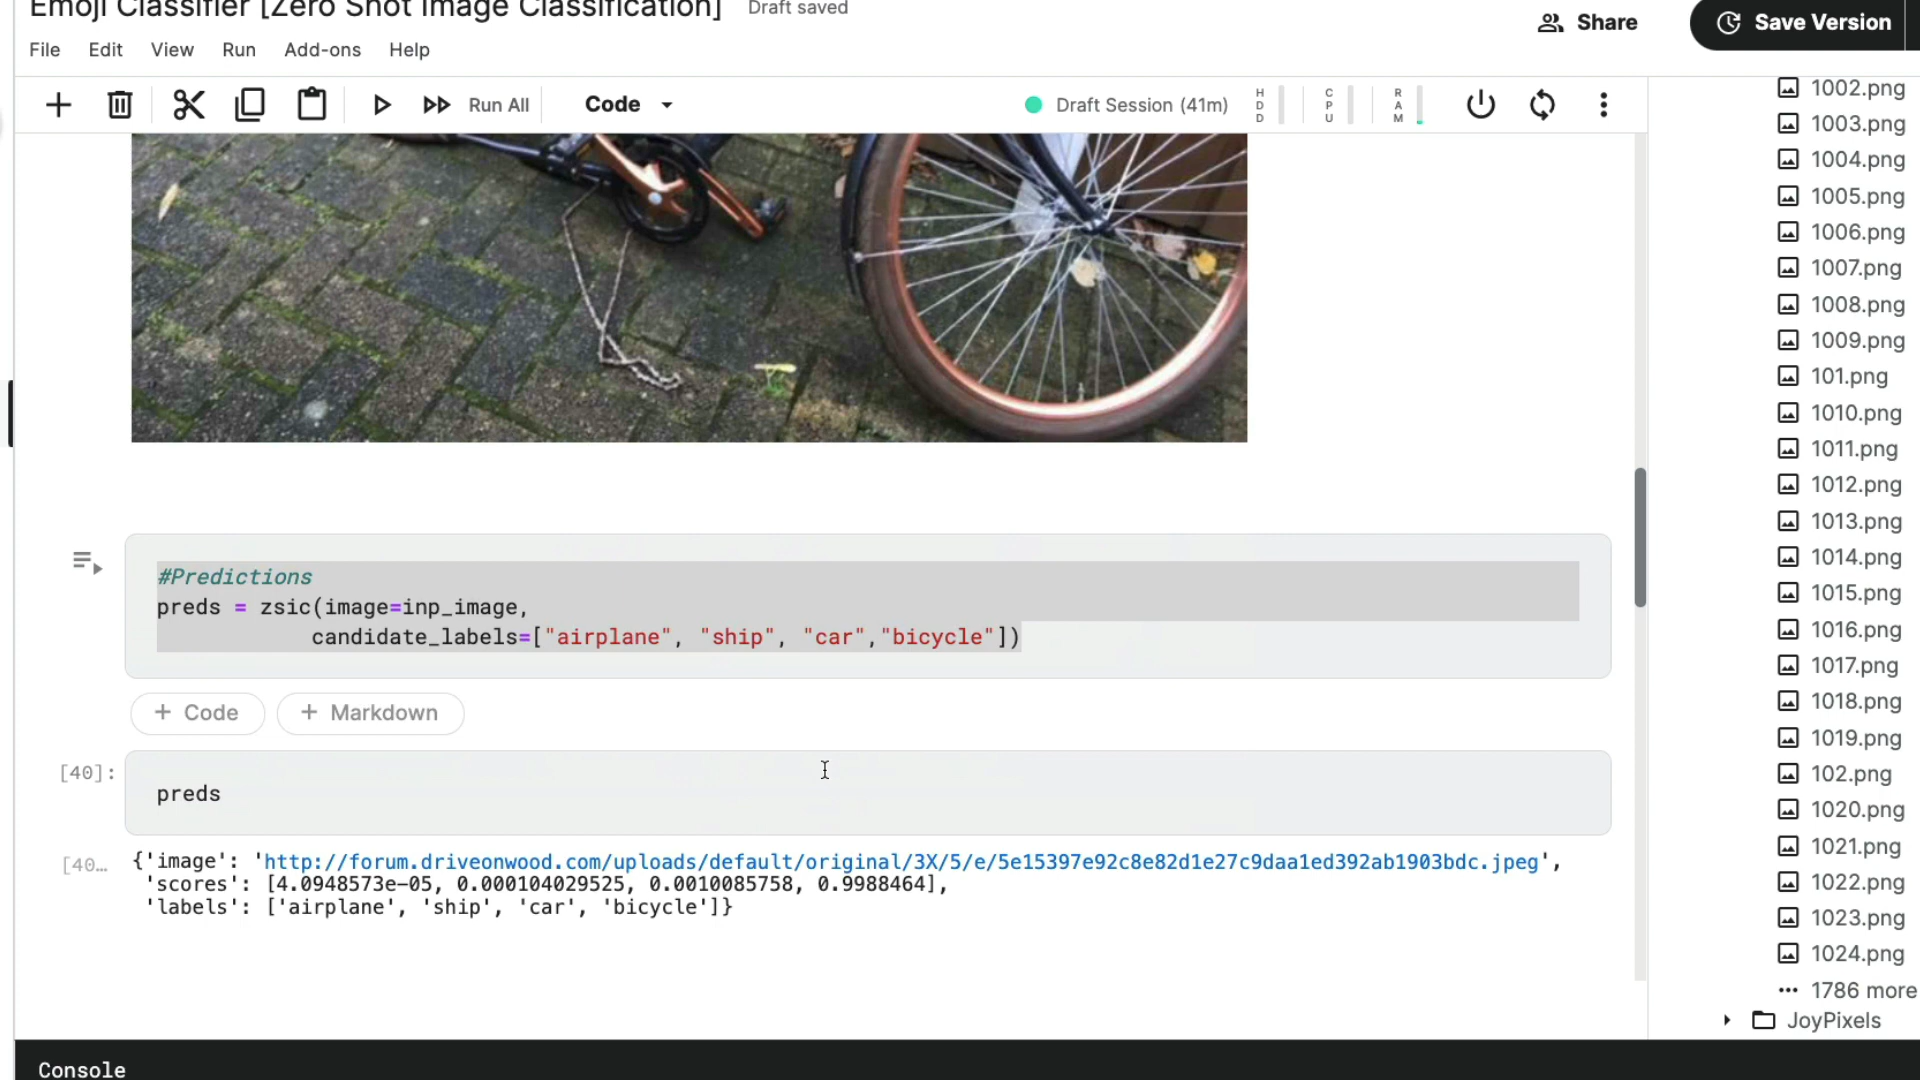 Emoji Classifier [Zero Shot Image Classification] Draft saved
Share
Save Version
File Edit View Run Add-ons Help
Run All
Code
Draft Session (41m)
HDD
CPU
RAM
#Predictions
preds = zsic(image=inp_image,
candidate_labels=["airplane", "ship", "car","bicycle"])
+ Code
+ Markdown
[40]:
preds
[40…
{'image': 'http://forum.driveonwood.com/uploads/default/original/3X/5/e/5e15397e92c8e82d1e27c9daa1ed392ab1903bdc.jpeg',
'scores': [4.0948573e-05, 0.000104029525, 0.0010085758, 0.9988464],
'labels': ['airplane', 'ship', 'car', 'bicycle']}
1002.png
1003.png
1004.png
1005.png
1006.png
1007.png
1008.png
1009.png
101.png
1010.png
1011.png
1012.png
1013.png
1014.png
1015.png
1016.png
1017.png
1018.png
1019.png
102.png
1020.png
1021.png
1022.png
1023.png
1024.png
1786 more
JoyPixels
Console